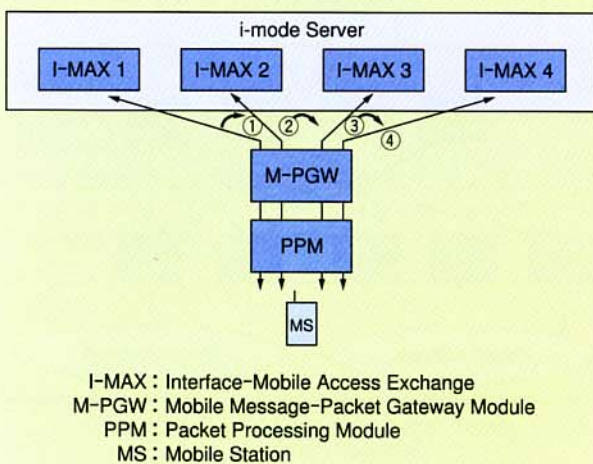 i-mode Server
I-MAX 1 I-MAX 2 I-MAX 3 I-MAX 4
① ② ③ ④
M-PGW
PPM
MS
I-MAX : Interface-Mobile Access Exchange
M-PGW : Mobile Message-Packet Gateway Module
PPM : Packet Processing Module
MS : Mobile Station